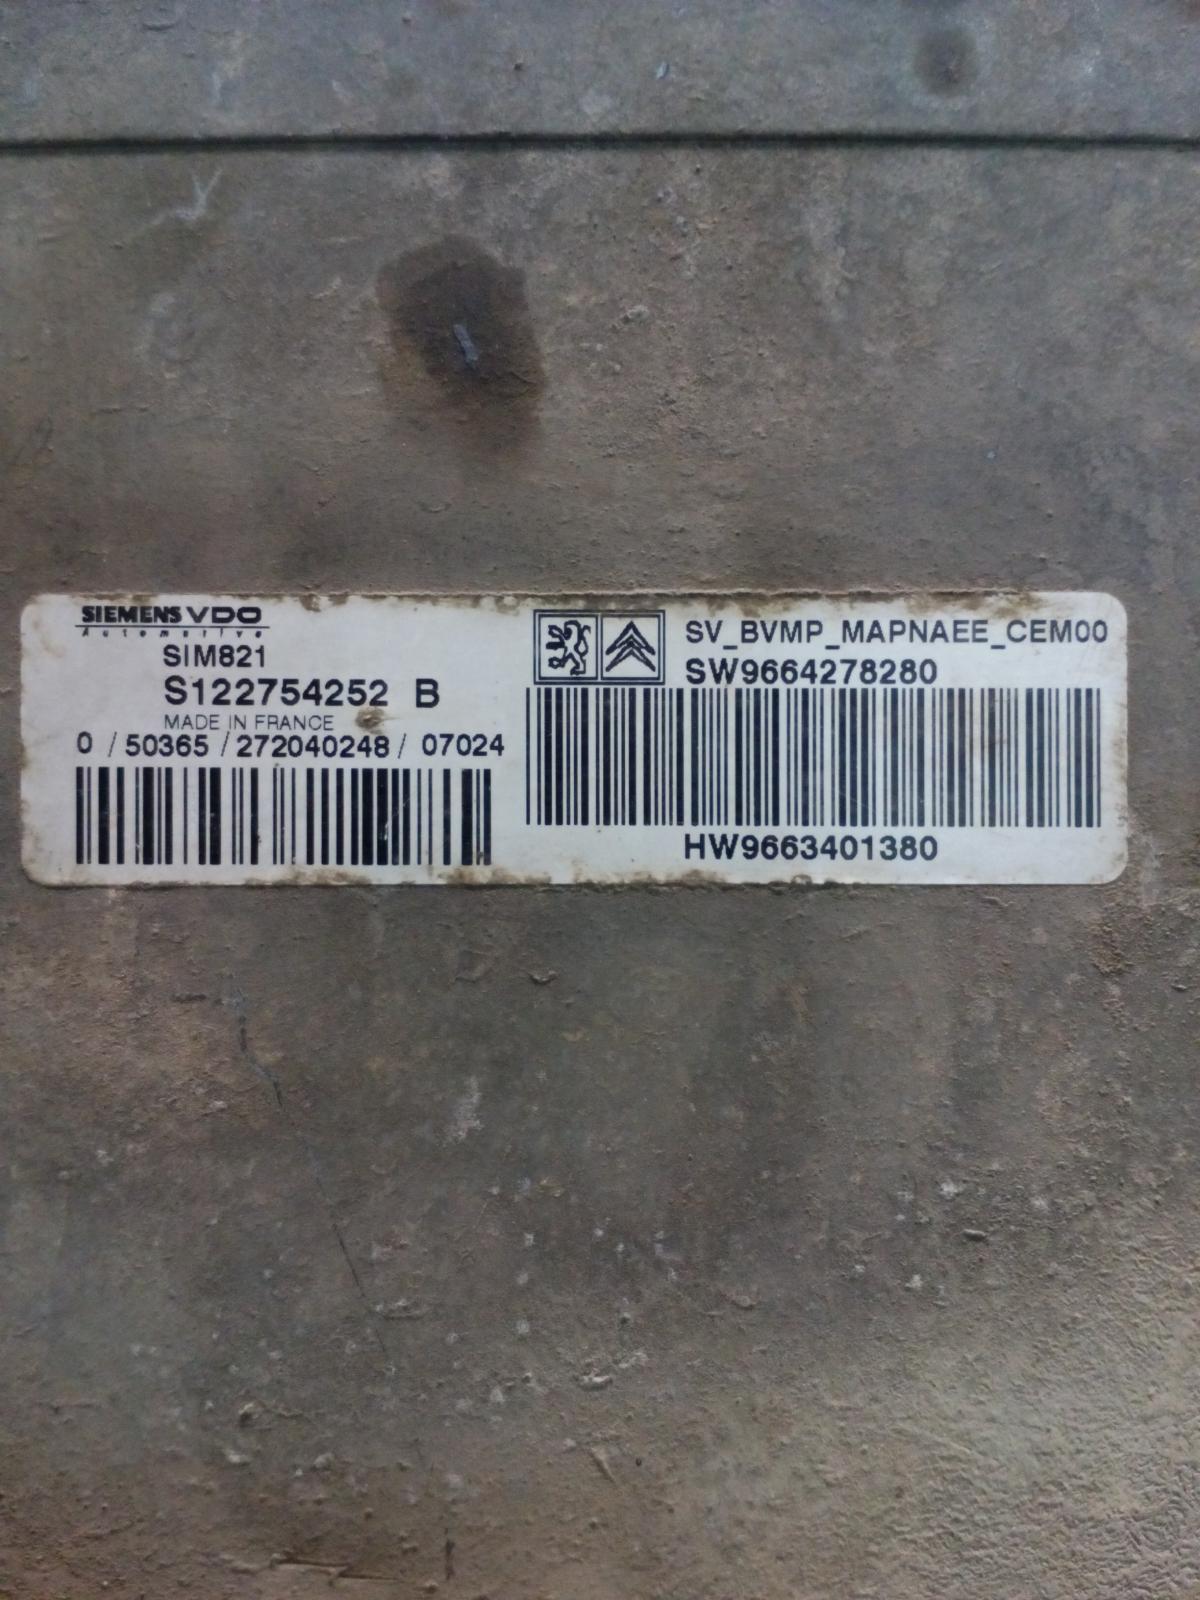 SIEMENS VDO
Automotive
SIM821
S122754252 B
MADE IN FRANCE
0 / 50365 / 272040248 / 07024
SV_BVMP_MAPNAEE_CEM00
SW9664278280
HW9663401380